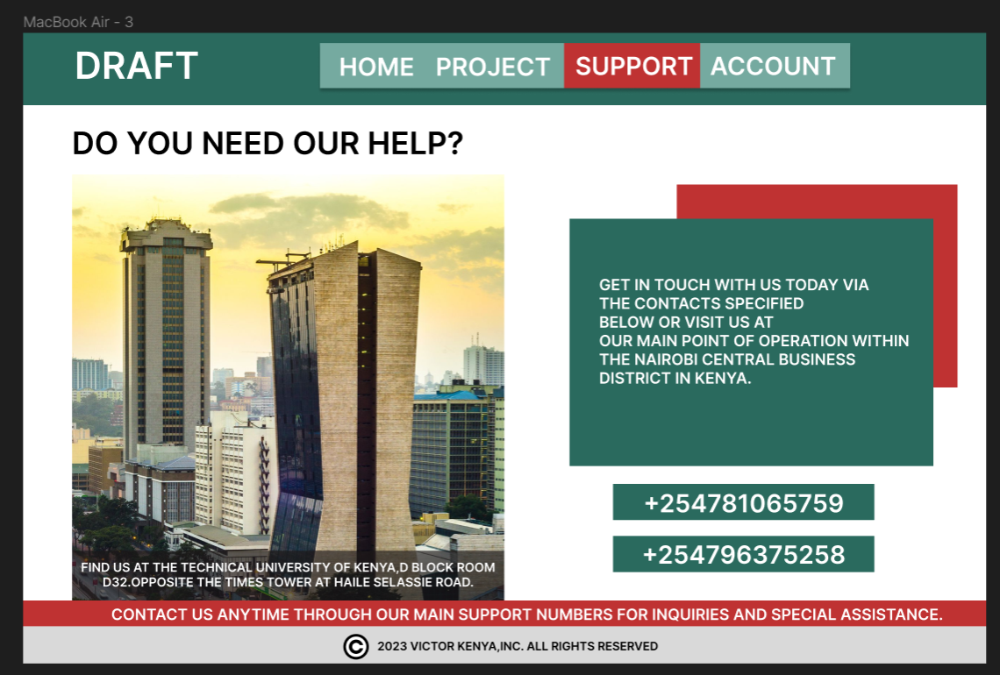 MacBook Air - 3
DRAFT
HOME PROJECT SUPPORT ACCOUNT
DO YOU NEED OUR HELP?
GET IN TOUCH WITH US TODAY VIA
THE CONTACTS SPECIFIED
BELOW OR VISIT US AT
OUR MAIN POINT OF OPERATION WITHIN
THE NAIROBI CENTRAL BUSINESS
DISTRICT IN KENYA.
+254781065759
+254796375258
FIND US AT THE TECHNICAL UNIVERSITY OF KENYA,D BLOCK ROOM
D32.OPPOSITE THE TIMES TOWER AT HAILE SELASSIE ROAD.
CONTACT US ANYTIME THROUGH OUR MAIN SUPPORT NUMBERS FOR INQUIRIES AND SPECIAL ASSISTANCE.
© 2023 VICTOR KENYA,INC. ALL RIGHTS RESERVED